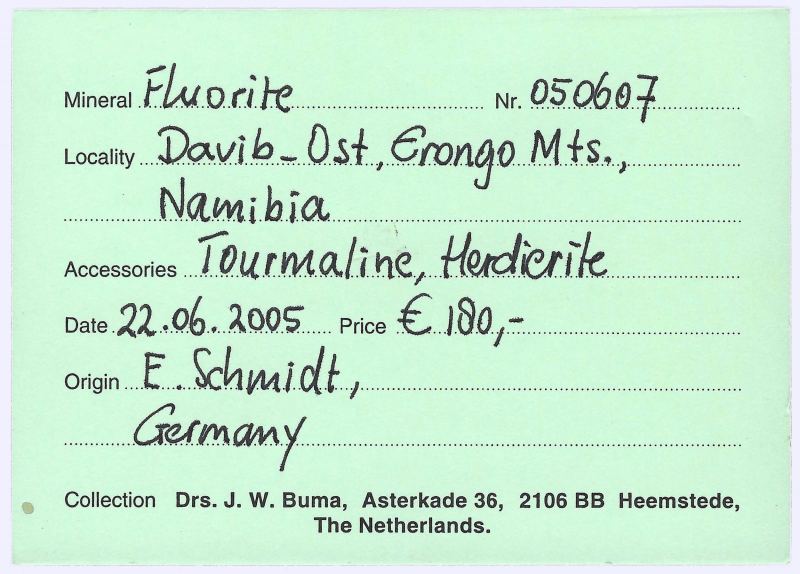 Mineral Fluorite Nr. 050607
Locality Davib-Ost, Erongo Mts.,
Namibia
Accessories Tourmaline, Herdierite
Date 22.06.2005 Price € 180,-
Origin E. Schmidt,
Germany
Collection Drs. J. W. Buma, Asterkade 36, 2106 BB Heemstede,
The Netherlands.